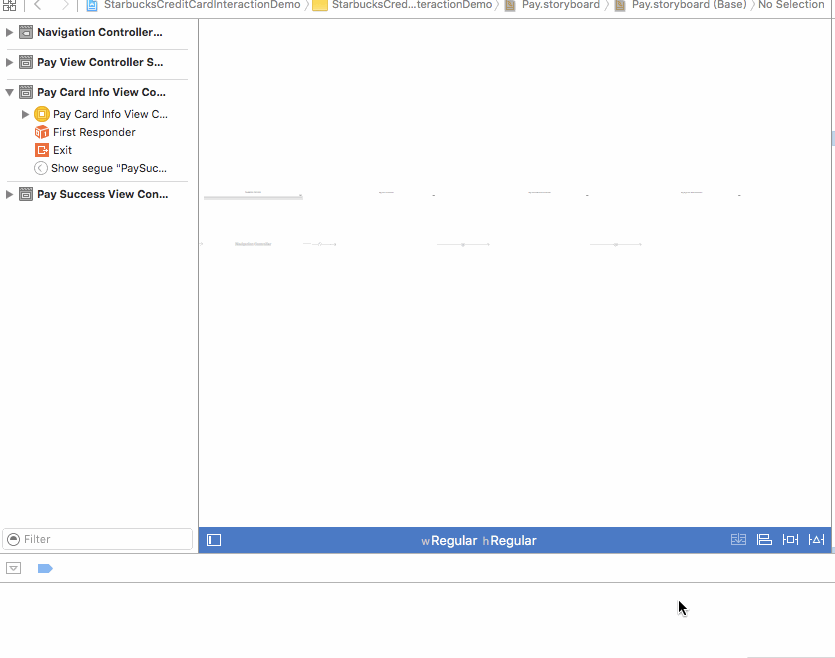 StarbucksCreditCardInteractionDemo StarbucksCred...teractionDemo Pay.storyboard Pay.storyboard (Base) No Selection
Navigation Controller...
Pay View Controller S...
Pay Card Info View Co...
Pay Card Info View C...
First Responder
Exit
Show segue "PaySuc...
Pay Success View Con...
Filter
wRegular hRegular